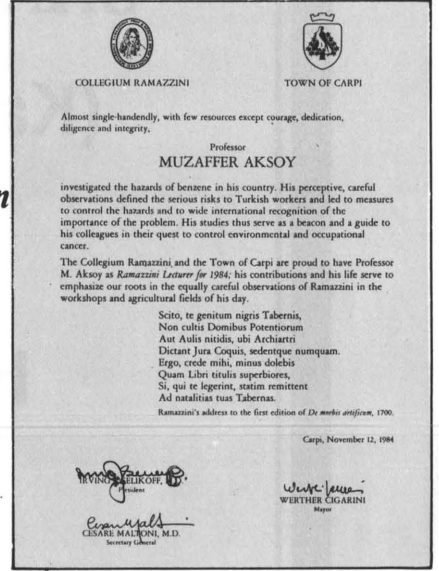 COLLEGIUM RAMAZZINI
TOWN OF CARPI
Almost single-handendly, with few resources except courage, dedication,
diligence and integrity,
Professor
MUZAFFER AKSOY
investigated the hazards of benzene in his country. His perceptive, careful
observations defined the serious risks to Turkish workers and led to measures
to control the hazards and to wide international recognition of the
importance of the problem. His studies thus serve as a beacon and a guide to
his colleagues in their quest to control environmental and occupational
cancer.
The Collegium Ramazzini and the Town of Carpi are proud to have Professor
M. Aksoy as Ramazzini Lecturer for 1984; his contributions and his life serve to
emphasize our roots in the equally careful observations of Ramazzini in the
workshops and agricultural fields of his day.
Scito, te genitum nigris Tabernis,
Non cultis Domibus Potentiorum
Aut Aulis nitidis, ubi Archiartri
Dictant Jura Coquis, sedentque numquam.
Ergo, crede mihi, minus dolebis
Quam Libri titulis superbiores,
Si, qui te legerint, statim remittent
Ad natalitias tuas Tabernas.
Ramazzini's address to the first edition of De morbis artificum, 1700.
Carpi, November 12, 1984
IRVING SELIKOFF, M.D.
President
WERTHER CIGARINI
Mayor
CESARE MALTONI, M.D.
Secretary General